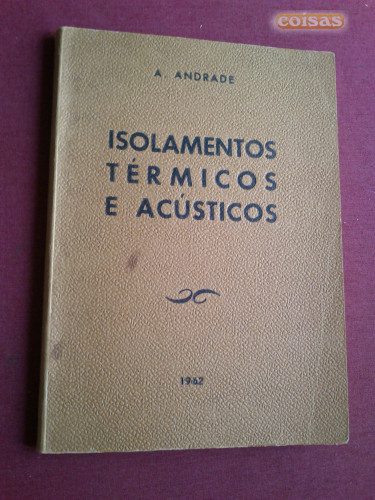 coisas
A. ANDRADE
ISOLAMENTOS
TÉRMICOS
E ACÚSTICOS
1962